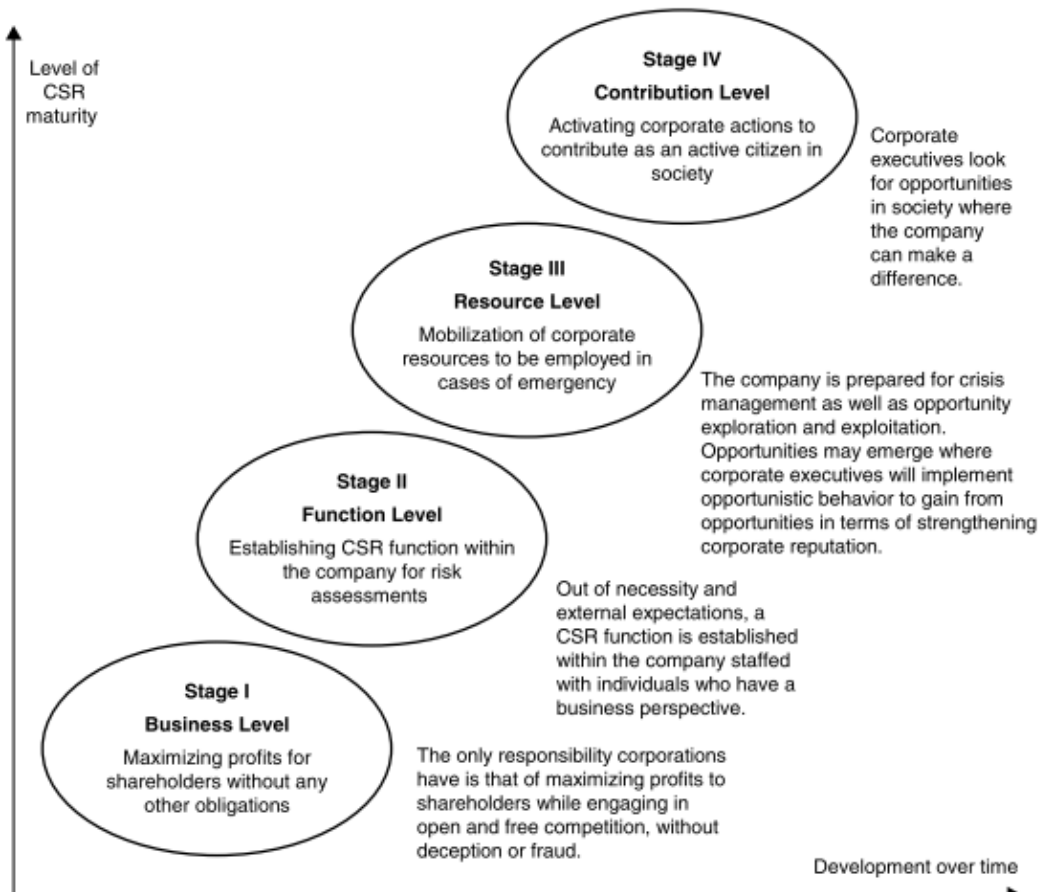 Level of
CSR
maturity
Stage IV
Contribution Level
Activating corporate actions to
contribute as an active citizen in
society
Corporate
executives look
for opportunities
in society where
the company
can make a
difference.
Stage III
Resource Level
Mobilization of corporate
resources to be employed in
cases of emergency
The company is prepared for crisis
management as well as opportunity
exploration and exploitation.
Opportunities may emerge where
corporate executives will implement
opportunistic behavior to gain from
opportunities in terms of strengthening
corporate reputation.
Stage II
Function Level
Establishing CSR function within
the company for risk
assessments
Out of necessity and
external expectations, a
CSR function is established
within the company staffed
with individuals who have a
business perspective.
Stage I
Business Level
Maximizing profits for
shareholders without any
other obligations
The only responsibility corporations
have is that of maximizing profits to
shareholders while engaging in
open and free competition, without
deception or fraud.
Development over time